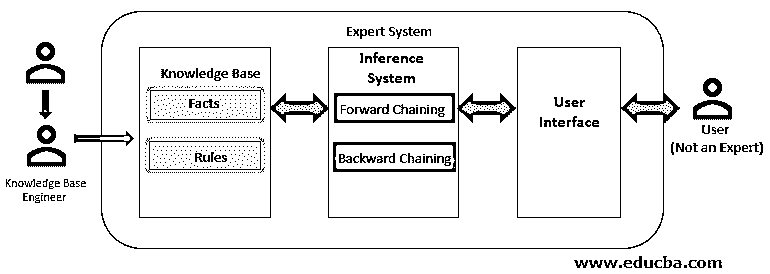 Expert System
Knowledge Base
Facts
Rules
Inference
System
Forward Chaining
Backward Chaining
User
Interface
User
(Not an Expert)
Knowledge Base
Engineer
www.educba.com